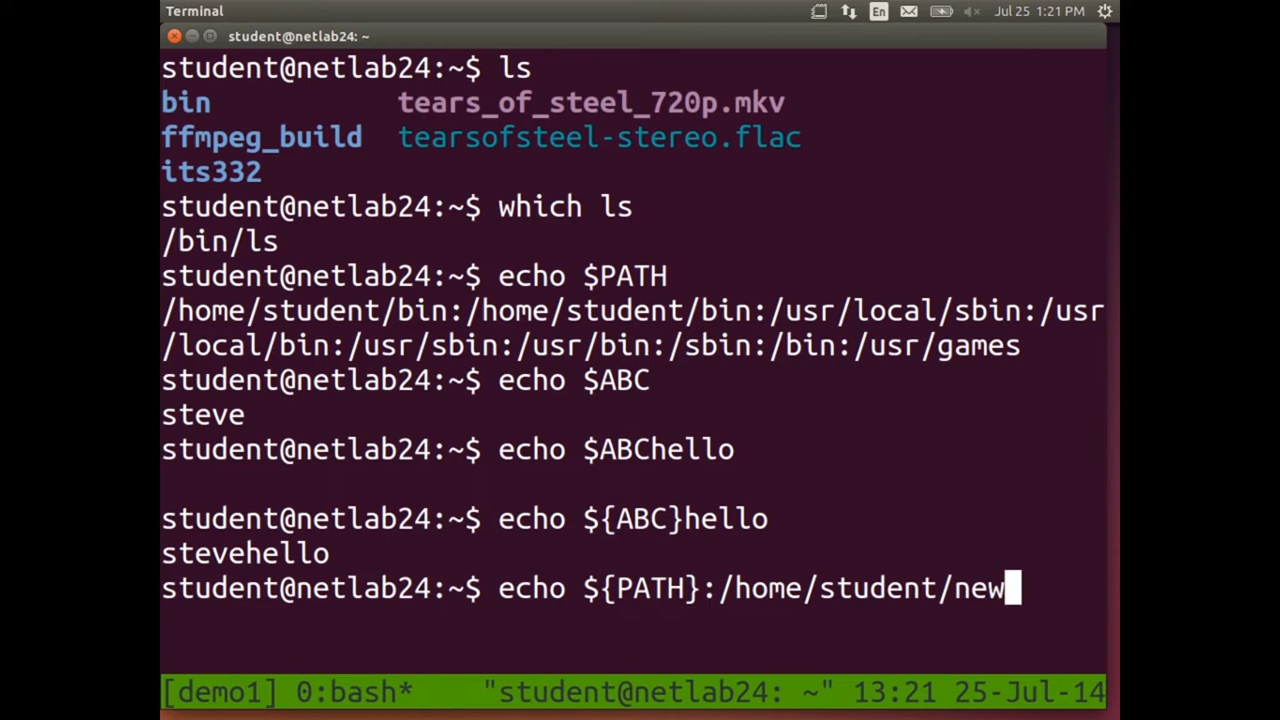 Terminal En Jul 25 1:21 PM
student@netlab24: ~
student@netlab24:~$ ls
bin tears_of_steel_720p.mkv
ffmpeg_build tearsofsteel-stereo.flac
its332
student@netlab24:~$ which ls
/bin/ls
student@netlab24:~$ echo $PATH
/home/student/bin:/home/student/bin:/usr/local/sbin:/usr
/local/bin:/usr/sbin:/usr/bin:/sbin:/bin:/usr/games
student@netlab24:~$ echo $ABC
steve
student@netlab24:~$ echo $ABChello
student@netlab24:~$ echo ${ABC}hello
stevehello
student@netlab24:~$ echo ${PATH}:/home/student/new
[demo1] 0:bash* "student@netlab24: ~" 13:21 25-Jul-14